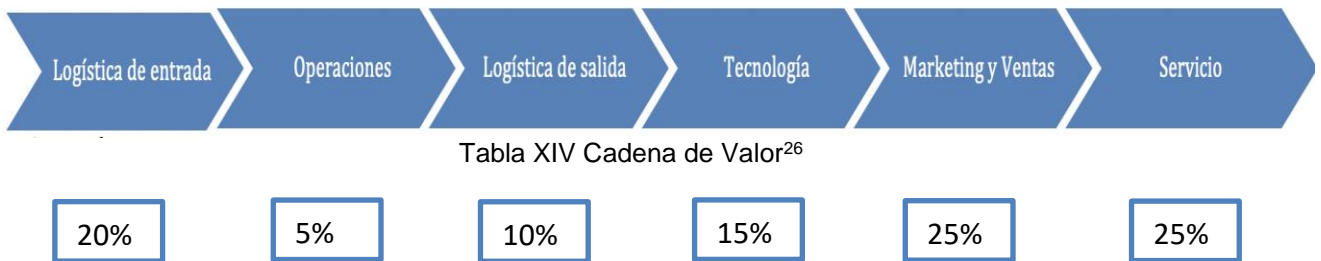 Logística de entrada
Operaciones
Logística de salida
Tecnología
Marketing y Ventas
Servicio
Tabla XIV Cadena de Valor26
20%
5%
10%
15%
25%
25%